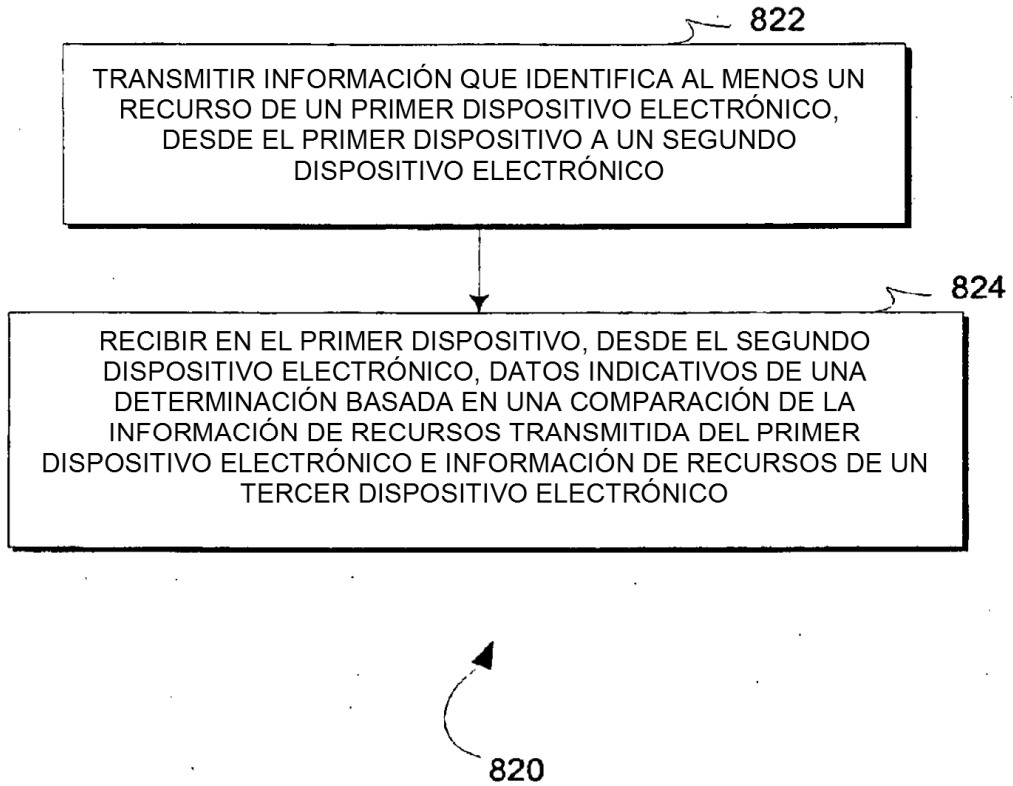 822
TRANSMITIR INFORMACIÓN QUE IDENTIFICA AL MENOS UN
RECURSO DE UN PRIMER DISPOSITIVO ELECTRÓNICO,
DESDE EL PRIMER DISPOSITIVO A UN SEGUNDO
DISPOSITIVO ELECTRÓNICO
824
RECIBIR EN EL PRIMER DISPOSITIVO, DESDE EL SEGUNDO
DISPOSITIVO ELECTRÓNICO, DATOS INDICATIVOS DE UNA
DETERMINACIÓN BASADA EN UNA COMPARACIÓN DE LA
INFORMACIÓN DE RECURSOS TRANSMITIDA DEL PRIMER
DISPOSITIVO ELECTRÓNICO E INFORMACIÓN DE RECURSOS DE UN
TERCER DISPOSITIVO ELECTRÓNICO
820